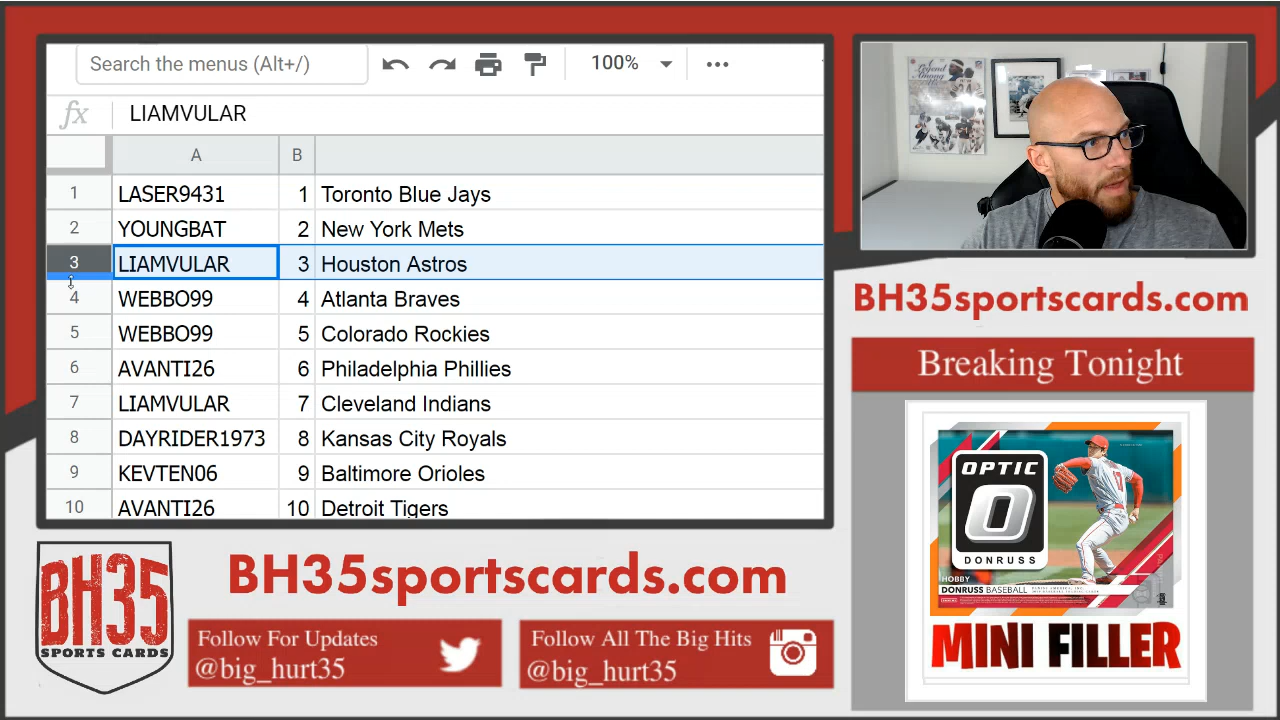 Search the menus (Alt+/)
100%
fx
LIAMVULAR
A B
1 LASER9431 1 Toronto Blue Jays
2 YOUNGBAT 2 New York Mets
3 LIAMVULAR 3 Houston Astros
4 WEBBO99 4 Atlanta Braves
5 WEBBO99 5 Colorado Rockies
6 AVANTI26 6 Philadelphia Phillies
7 LIAMVULAR 7 Cleveland Indians
8 DAYRIDER1973 8 Kansas City Royals
9 KEVTEN06 9 Baltimore Orioles
10 AVANTI26 10 Detroit Tigers
BH35sportscards.com
Breaking Tonight
OPTIC
DONRUSS
HOBBY
DONRUSS BASEBALL
MINI FILLER
BH35
SPORTS CARDS
BH35sportscards.com
Follow For Updates
@big_hurt35
Follow All The Big Hits
@big_hurt35